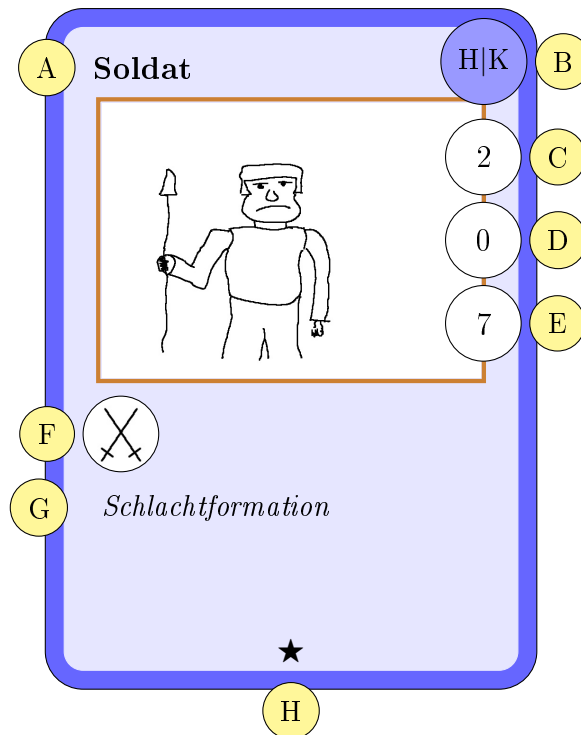 A Soldat H|K B
2 C
0 D
7 E
F
G Schlachtformation
★
H